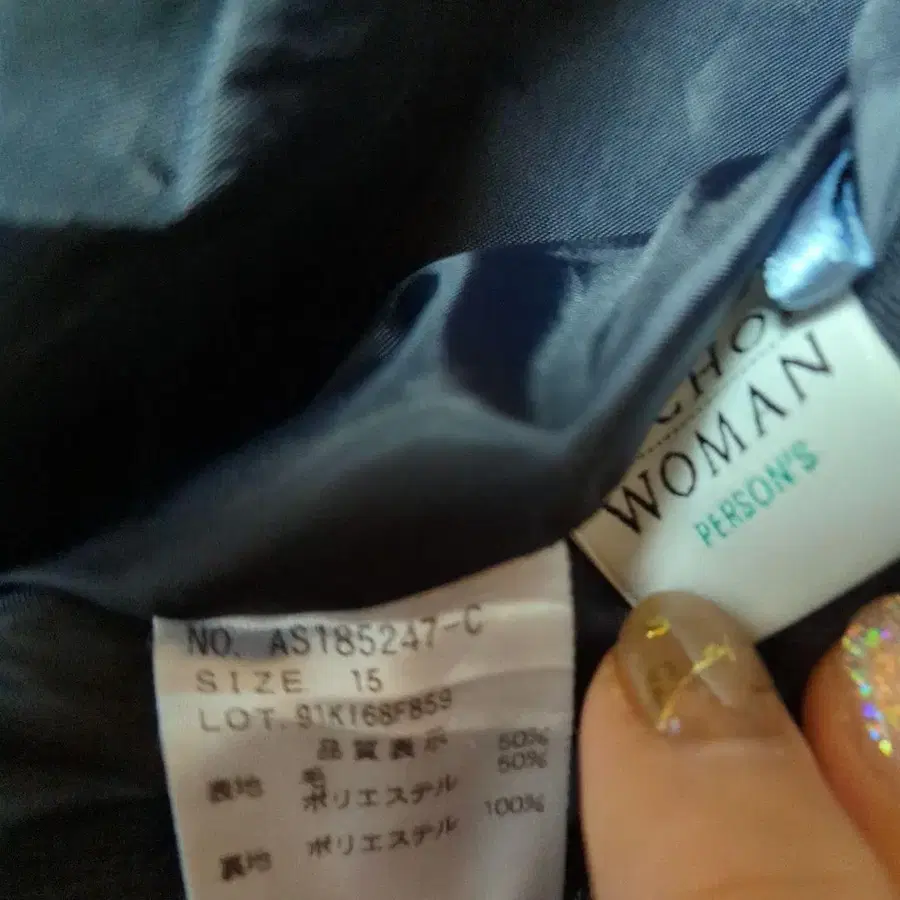 WOMAN
PERSON'S
NO. AS185247-C
SIZE 15
LOT. 91K168F859
品質表示
表地 毛 50%
ポリエステル 50%
裏地 ポリエステル 100%